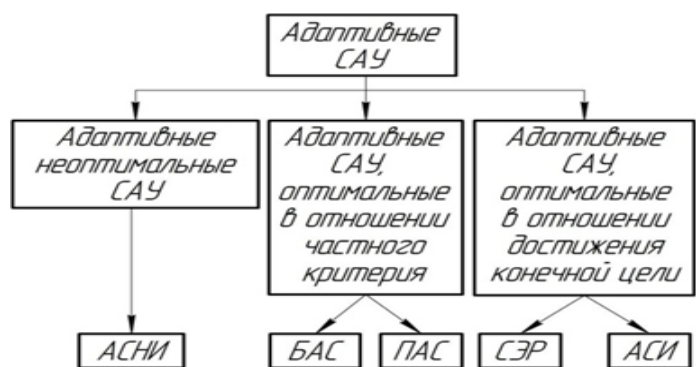 Адаптивные
САУ
Адаптивные
неоптимальные
САУ
Адаптивные
САУ,
оптимальные
в отношении
частного
критерия
Адаптивные
САУ,
оптимальные
в отношении
достижения
конечной цели
АСНИ
БАС
ПАС
СЭР
АСИ